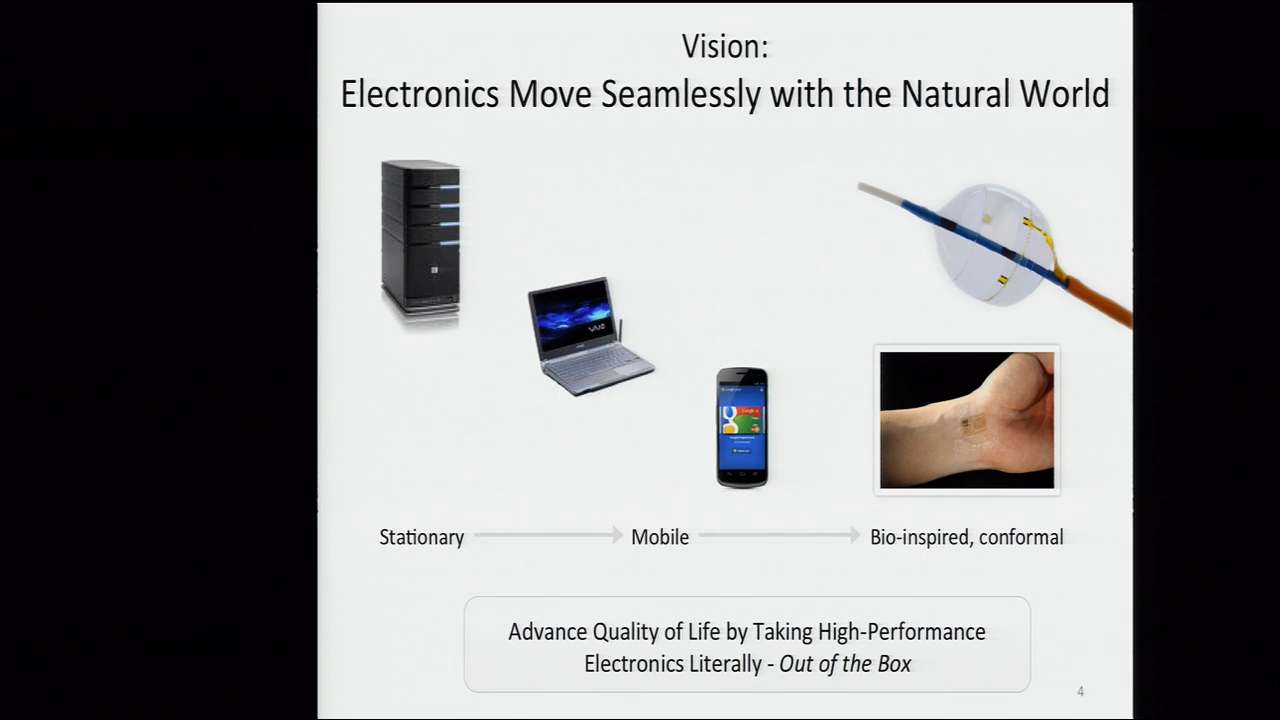 Vision:
Electronics Move Seamlessly with the Natural World
VAIO
Stationary
Mobile
Bio-inspired, conformal
Advance Quality of Life by Taking High-Performance
Electronics Literally - Out of the Box
4